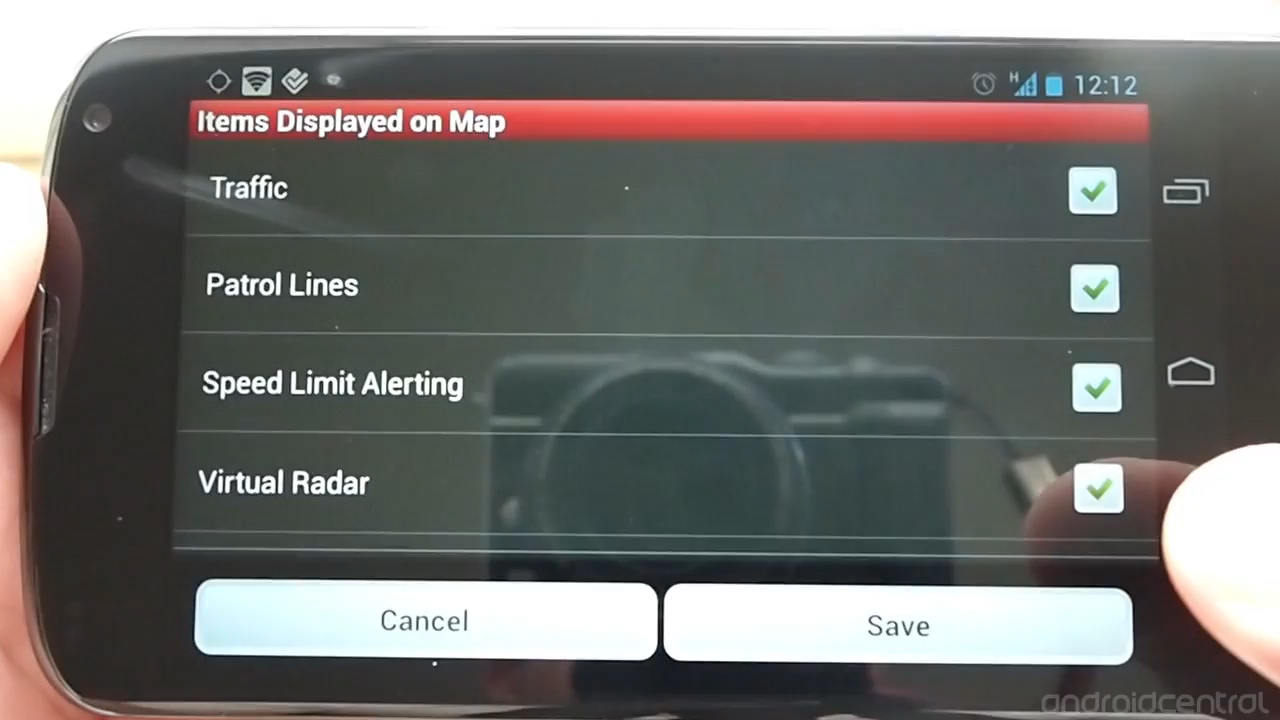 H 12:12
Items Displayed on Map
Traffic
Patrol Lines
Speed Limit Alerting
Virtual Radar
Cancel Save
androidcentral